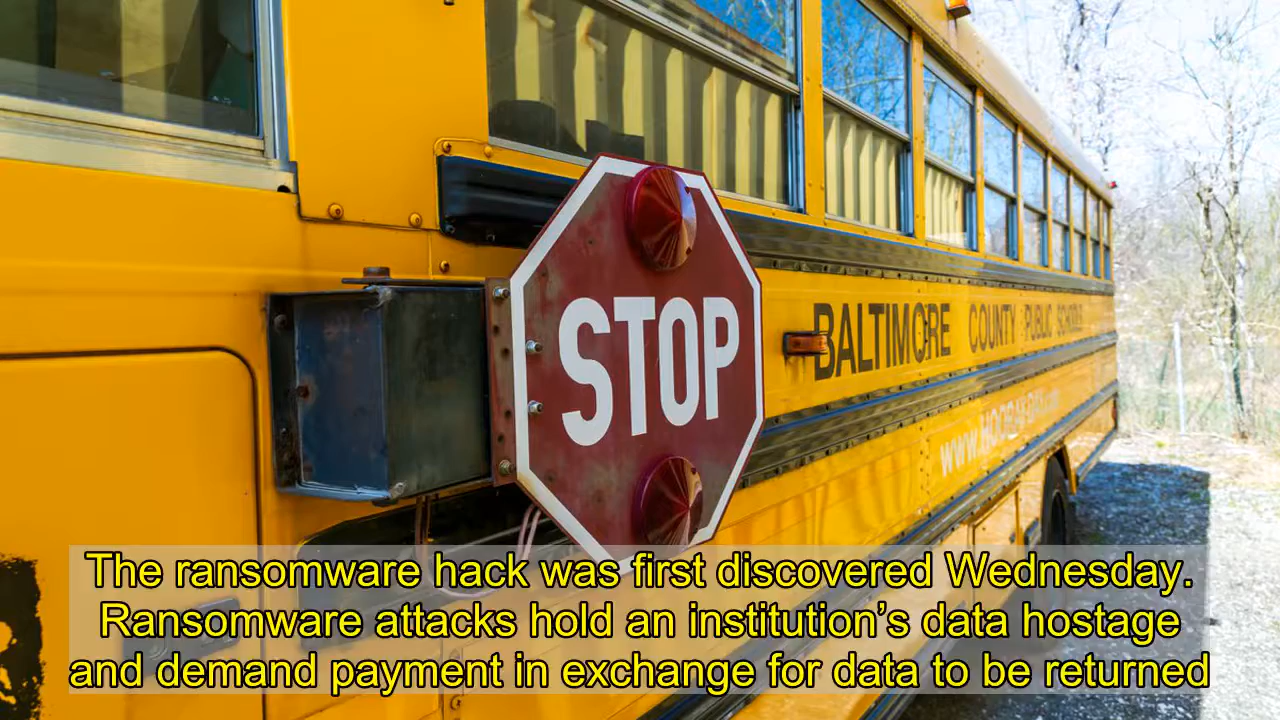 STOP
BALTIMORE COUNTY PUBLIC SCHOOLS
www.
The ransomware hack was first discovered Wednesday.
Ransomware attacks hold an institution’s data hostage
and demand payment in exchange for data to be returned